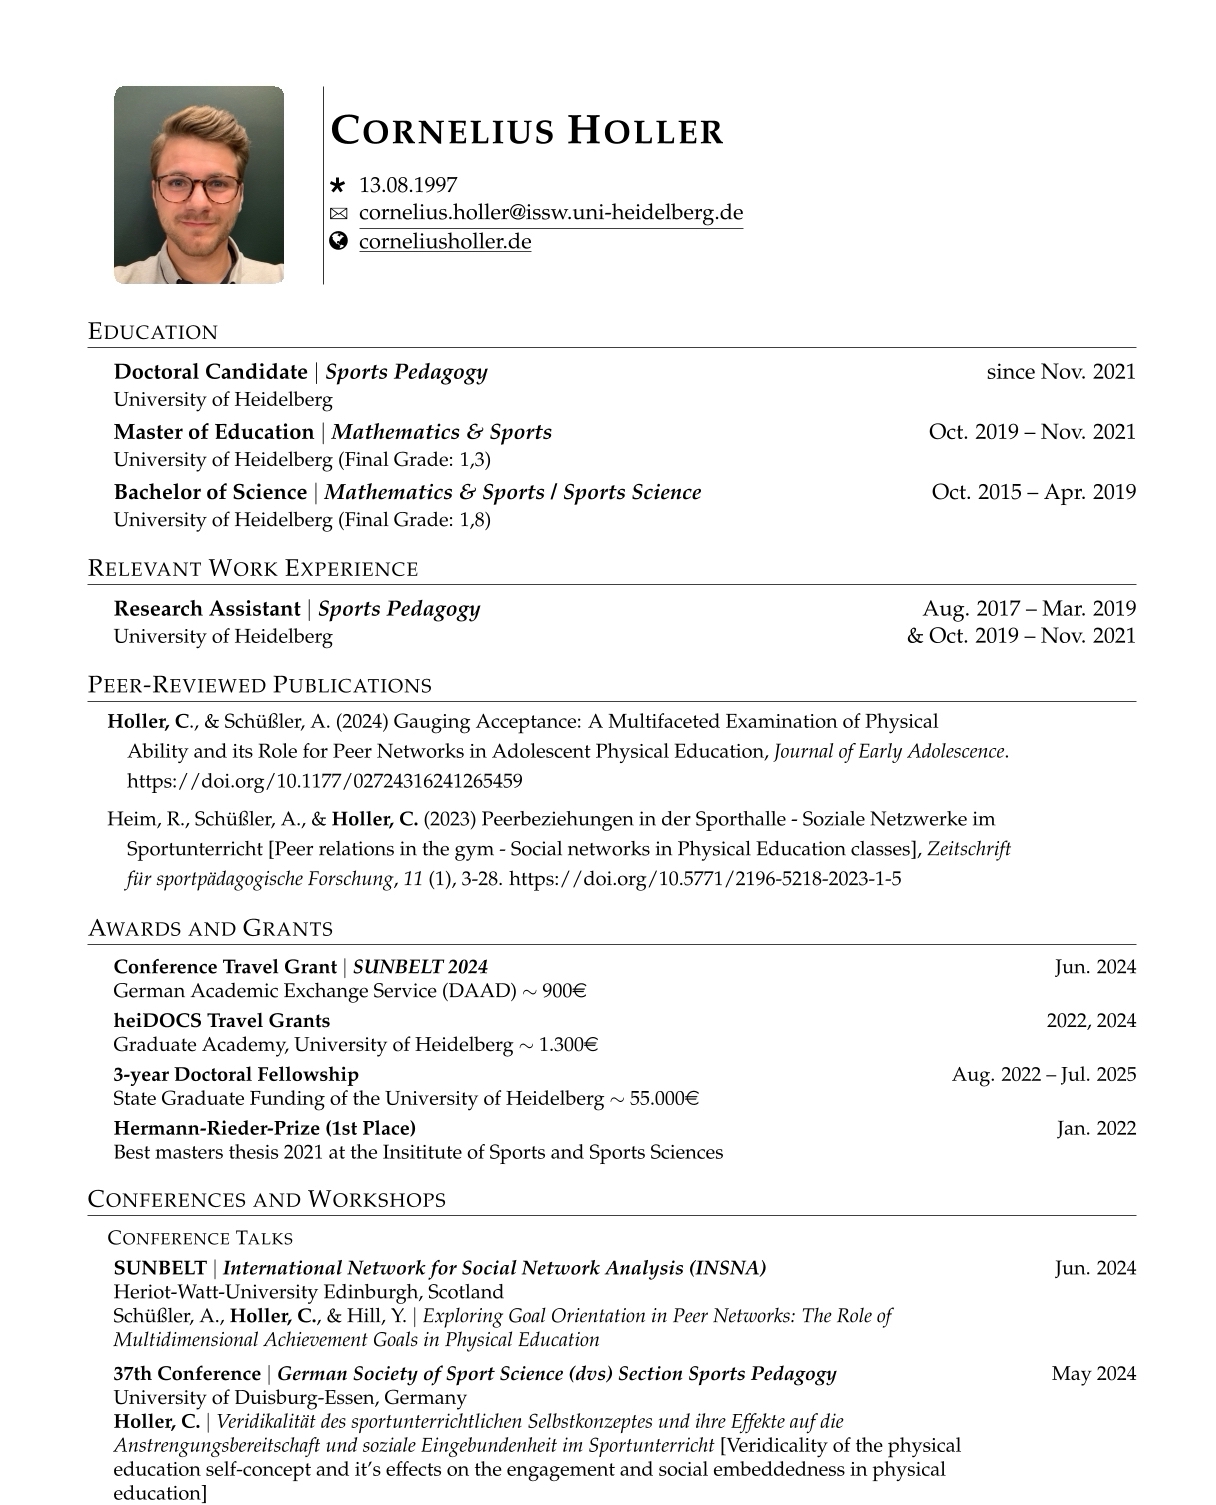 Cornelius Holler
13.08.1997
cornelius.holler@issw.uni-heidelberg.de
corneliusholler.de
Education
Doctoral Candidate | Sports Pedagogy since Nov. 2021
University of Heidelberg
Master of Education | Mathematics & Sports Oct. 2019 – Nov. 2021
University of Heidelberg (Final Grade: 1,3)
Bachelor of Science | Mathematics & Sports / Sports Science Oct. 2015 – Apr. 2019
University of Heidelberg (Final Grade: 1,8)
Relevant Work Experience
Research Assistant | Sports Pedagogy Aug. 2017 – Mar. 2019
University of Heidelberg & Oct. 2019 – Nov. 2021
Peer-Reviewed Publications
Holler, C., & Schüßler, A. (2024) Gauging Acceptance: A Multifaceted Examination of Physical
Ability and its Role for Peer Networks in Adolescent Physical Education, Journal of Early Adolescence.
https://doi.org/10.1177/02724316241265459
Heim, R., Schüßler, A., & Holler, C. (2023) Peerbeziehungen in der Sporthalle - Soziale Netzwerke im
Sportunterricht [Peer relations in the gym - Social networks in Physical Education classes], Zeitschrift
für sportpädagogische Forschung, 11 (1), 3-28. https://doi.org/10.5771/2196-5218-2023-1-5
Awards and Grants
Conference Travel Grant | SUNBELT 2024 Jun. 2024
German Academic Exchange Service (DAAD) ∼ 900€
heiDOCS Travel Grants 2022, 2024
Graduate Academy, University of Heidelberg ∼ 1.300€
3-year Doctoral Fellowship Aug. 2022 – Jul. 2025
State Graduate Funding of the University of Heidelberg ∼ 55.000€
Hermann-Rieder-Prize (1st Place) Jan. 2022
Best masters thesis 2021 at the Insititute of Sports and Sports Sciences
Conferences and Workshops
Conference Talks
SUNBELT | International Network for Social Network Analysis (INSNA) Jun. 2024
Heriot-Watt-University Edinburgh, Scotland
Schüßler, A., Holler, C., & Hill, Y. | Exploring Goal Orientation in Peer Networks: The Role of
Multidimensional Achievement Goals in Physical Education
37th Conference | German Society of Sport Science (dvs) Section Sports Pedagogy May 2024
University of Duisburg-Essen, Germany
Holler, C. | Veridikalität des sportunterrichtlichen Selbstkonzeptes und ihre Effekte auf die
Anstrengungsbereitschaft und soziale Eingebundenheit im Sportunterricht [Veridicality of the physical
education self-concept and it's effects on the engagement and social embeddedness in physical
education]